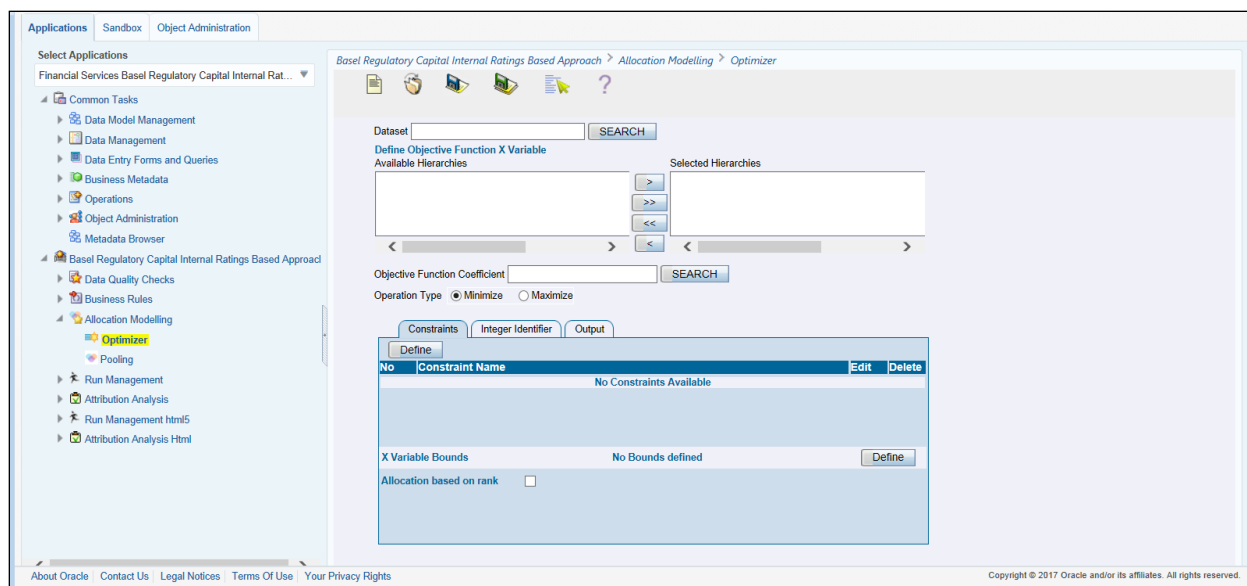 Applications Sandbox Object Administration
Select Applications
Financial Services Basel Regulatory Capital Internal Rat...
Common Tasks
Data Model Management
Data Management
Data Entry Forms and Queries
Business Metadata
Operations
Object Administration
Metadata Browser
Basel Regulatory Capital Internal Ratings Based Approacl
Data Quality Checks
Business Rules
Allocation Modelling
Optimizer
Pooling
Run Management
Attribution Analysis
Run Management html5
Attribution Analysis Html
Basel Regulatory Capital Internal Ratings Based Approach > Allocation Modelling > Optimizer
?
Dataset SEARCH
Define Objective Function X Variable
Available Hierarchies Selected Hierarchies
>
>>
<<
<
Objective Function Coefficient SEARCH
Operation Type Minimize Maximize
Constraints Integer Identifier Output
Define
No Constraint Name Edit Delete
No Constraints Available
X Variable Bounds No Bounds defined Define
Allocation based on rank
About Oracle Contact Us Legal Notices Terms Of Use Your Privacy Rights Copyright © 2017 Oracle and/or its affiliates. All rights reserved.